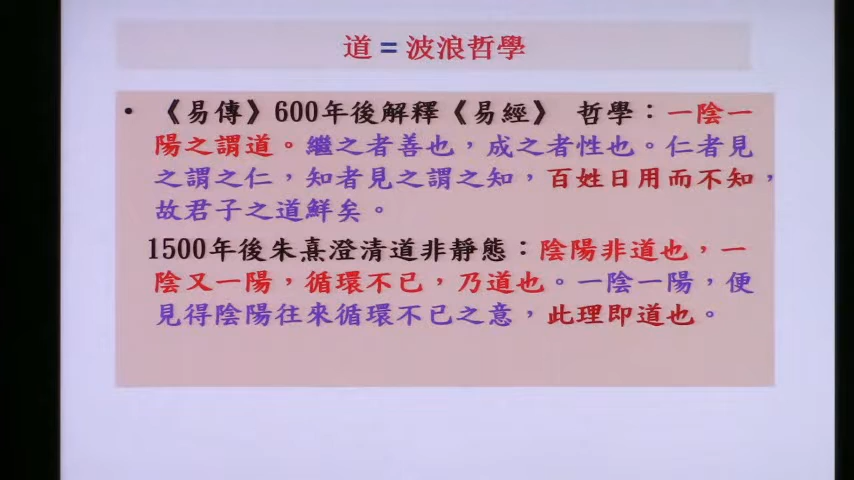 道 = 波浪哲學
• 《易傳》600年後解釋《易經》 哲學：一陰一
陽之謂道。繼之者善也，成之者性也。仁者見
之謂之仁，知者見之謂之知，百姓日用而不知，
故君子之道鮮矣。
1500年後朱熹澄清道非靜態：陰陽非道也，一
陰又一陽，循環不已，乃道也。一陰一陽，便
見得陰陽往來循環不已之意，此理即道也。